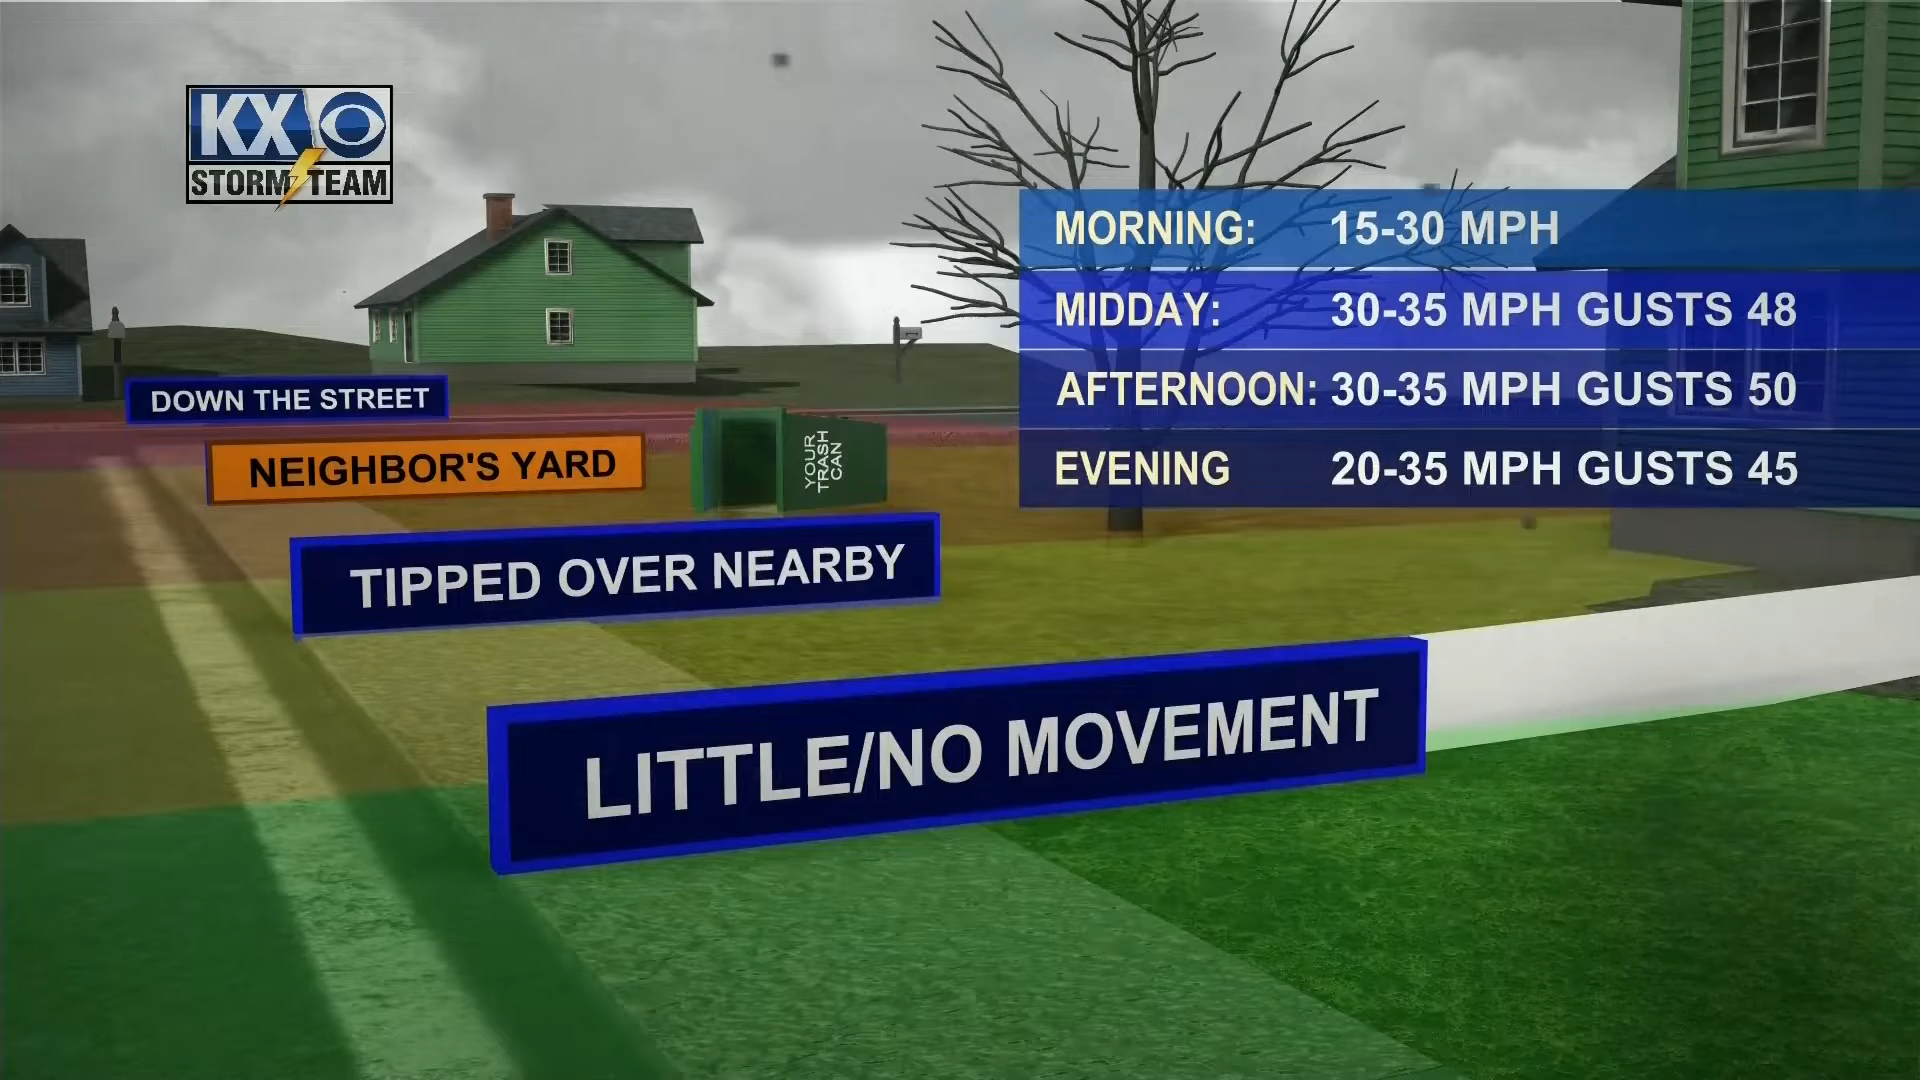 KX
STORM TEAM
MORNING: 15-30 MPH
MIDDAY: 30-35 MPH GUSTS 48
AFTERNOON: 30-35 MPH GUSTS 50
EVENING 20-35 MPH GUSTS 45
DOWN THE STREET
NEIGHBOR'S YARD
YOUR
TRASH
CAN
TIPPED OVER NEARBY
LITTLE/NO MOVEMENT